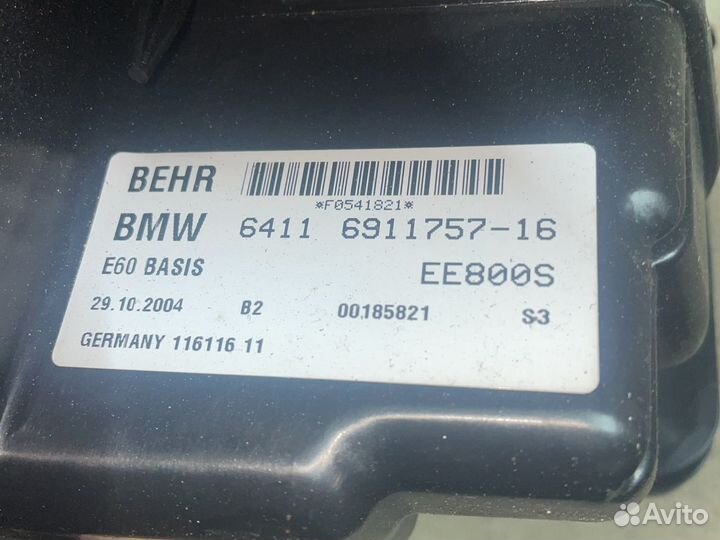 BEHR
*F0541821*
BMW 6411 6911757-16
E60 BASIS EE800S
29.10.2004 B2 00185821 S3
GERMANY 116116 11
Avito